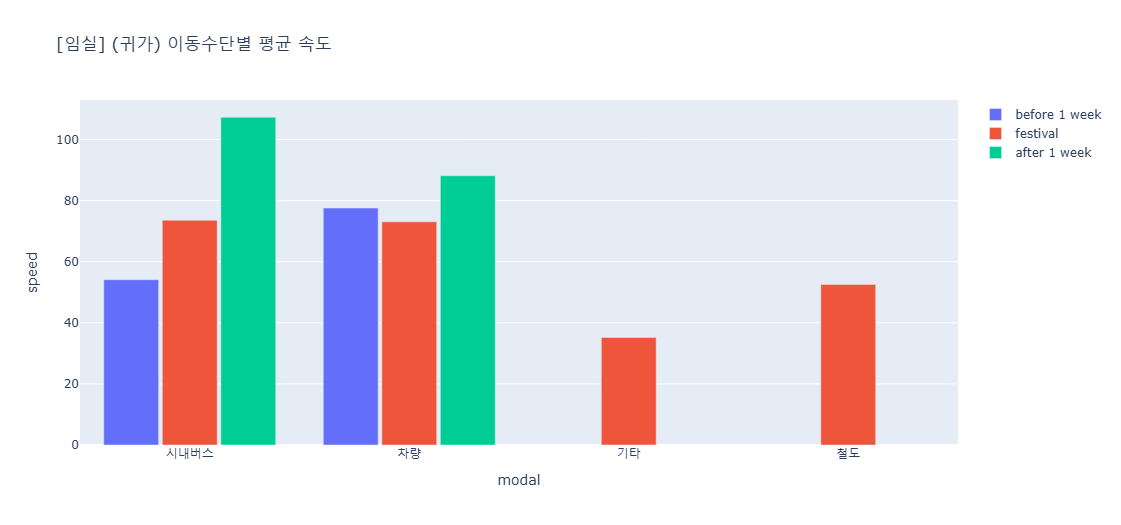 [임실] (귀가) 이동수단별 평균 속도
before 1 week
festival
after 1 week
speed
100
80
60
40
20
0
시내버스 차량 기타 철도
modal